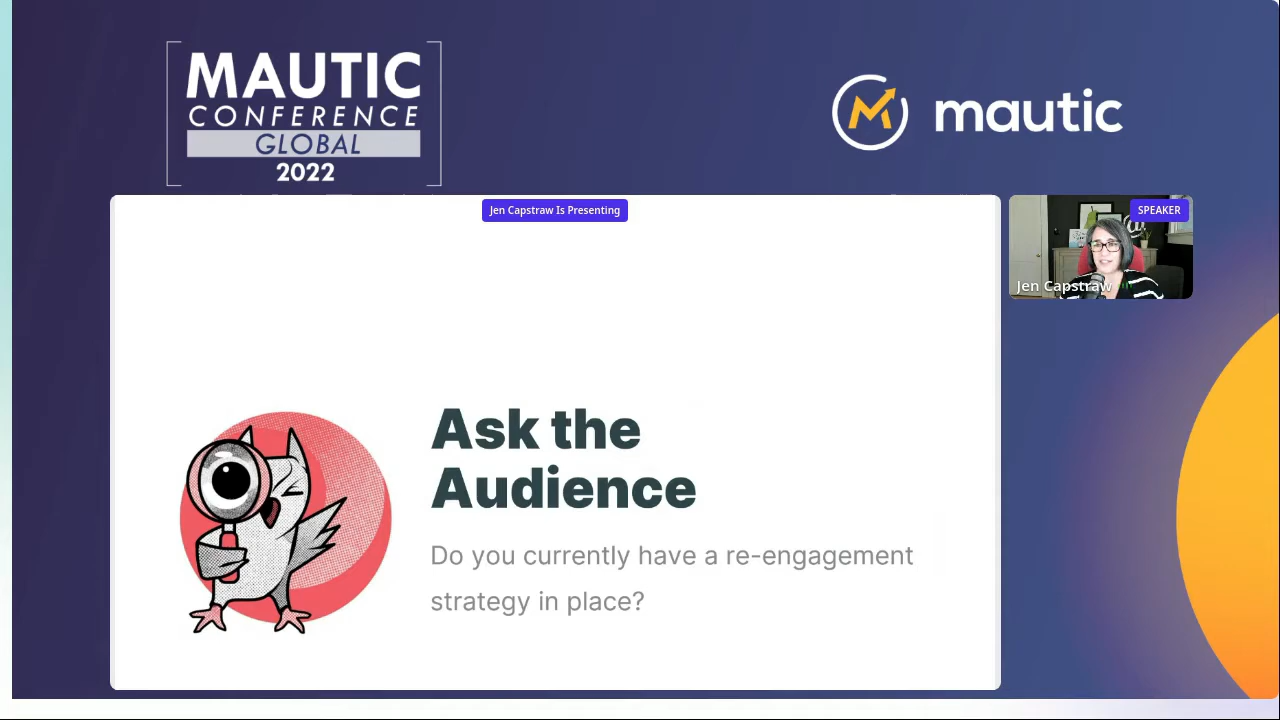 MAUTIC
CONFERENCE
GLOBAL
2022
mautic
Jen Capstraw Is Presenting
SPEAKER
@
Jen Capstraw
Ask the
Audience
Do you currently have a re-engagement
strategy in place?